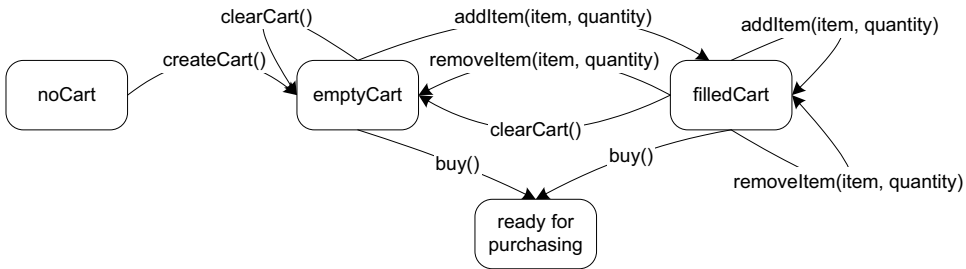 clearCart()
addItem(item, quantity)
addItem(item, quantity)
createCart()
removeItem(item, quantity)
noCart
emptyCart
filledCart
clearCart()
buy()
buy()
removeItem(item, quantity)
ready for
purchasing